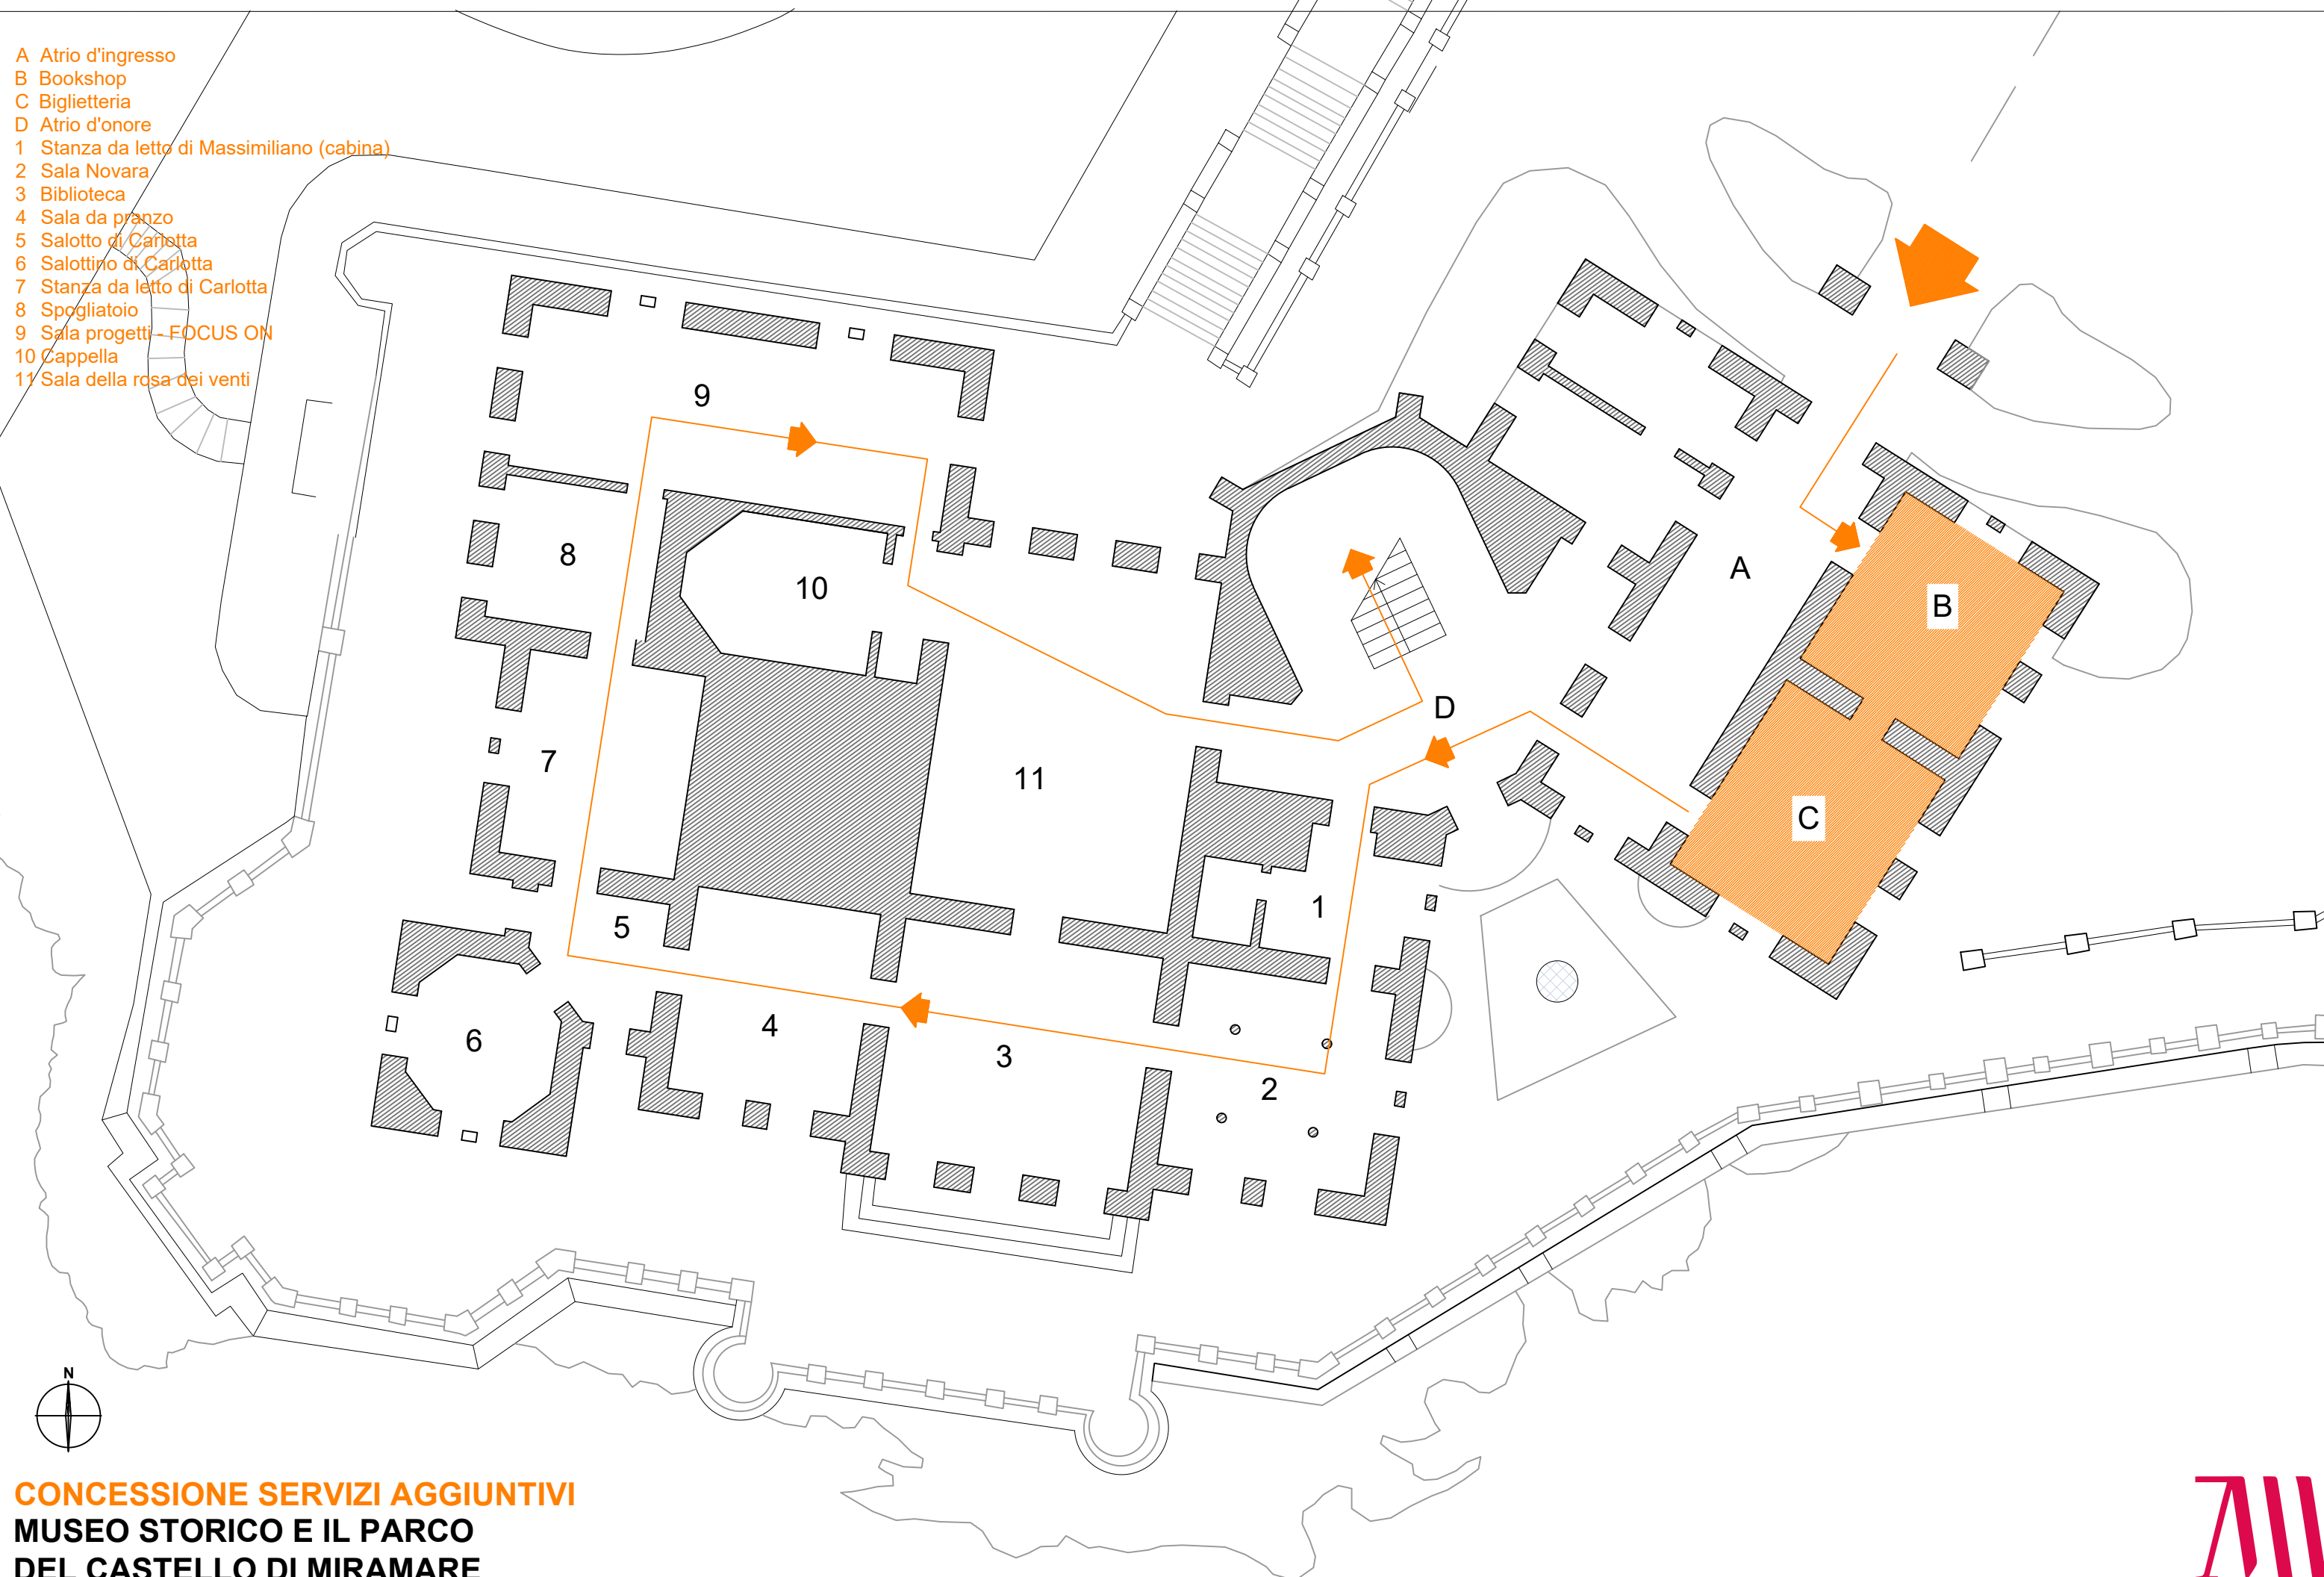 A Atrio d'ingresso
B Bookshop
C Biglietteria
D Atrio d'onore
1 Stanza da letto di Massimiliano (cabina)
2 Sala Novara
3 Biblioteca
4 Sala da pranzo
5 Salotto di Carlotta
6 Salottino di Carlotta
7 Stanza da letto di Carlotta
8 Spogliatoio
9 Sala progetti - FOCUS ON
10 Cappella
11 Sala della rosa dei venti
9
8
10
A
B
D
7
11
C
1
5
4
6
3
2
N
CONCESSIONE SERVIZI AGGIUNTIVI
MUSEO STORICO E IL PARCO
DEL CASTELLO DI MIRAMARE